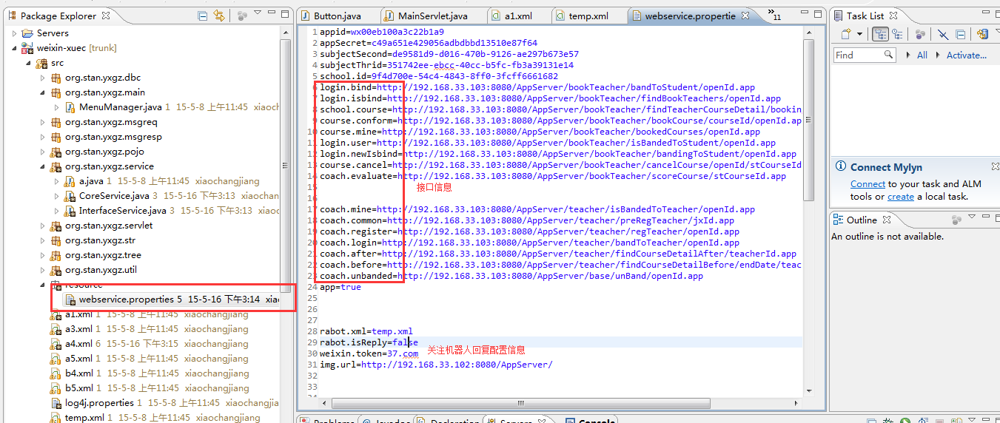 Package Explorer
Servers
weixin-xuec [trunk]
src
org.stan.yxgz.dbc
org.stan.yxgz.main
MenuManager.java 1 15-5-8 上午11:45 xiaoch
org.stan.yxgz.msgreq
org.stan.yxgz.msgresp
org.stan.yxgz.pojo
org.stan.yxgz.service
a.java 1 15-5-8 上午11:45 xiaochangjiang
CoreService.java 3 15-5-16 下午3:13 xiaochangj
InterfaceService.java 3 15-5-16 下午3:13 xiaoch
org.stan.yxgz.servlet
org.stan.yxgz.str
org.stan.yxgz.tree
org.stan.yxgz.util
resource
webservice.properties 5 15-5-16 下午3:14 xiao
a1.xml 1 15-5-8 上午11:45 xiaochangjiang
a3.xml 1 15-5-8 上午11:45 xiaochangjiang
a4.xml 6 15-5-16 下午3:15 xiaochangjiang
a5.xml 1 15-5-8 上午11:45 xiaochangjiang
b4.xml 1 15-5-8 上午11:45 xiaochangjiang
b5.xml 1 15-5-8 上午11:45 xiaochangjiang
log4j.properties 1 15-5-8 上午11:45 xiaochangjia
temp.xml 1 15-5-8 上午11:45 xiaochangjiang
Button.java MainServlet.java a1.xml temp.xml webservice.propertie »11
1 appid=wx00eb100a3c22b1a9
2 appSecret=c49a651e429056adbdbbd13510e87f64
3 subjectSecond=de9581d9-d016-470b-9126-ae297b673e57
4 subjectThrid=351742ee-ebcc-40cc-b5fc-fb3a39131e14
5 school.id=9f4d700e-54c4-4843-8ff0-3fcff6661682
6 login.bind=http://192.168.33.103:8080/AppServer/bookTeacher/bandToStudent/openId.app
7 login.isbind=http://192.168.33.103:8080/AppServer/bookTeacher/findBookTeachers/openId.app
8 school.course=http://192.168.33.103:8080/AppServer/bookTeacher/findTeacherCourseDetail/bookin
9 course.conform=http://192.168.33.103:8080/AppServer/bookTeacher/bookCourse/courseId/openId.ap
10 course.mine=http://192.168.33.103:8080/AppServer/bookTeacher/bookedCourses/openId.app
11 login.user=http://192.168.33.103:8080/AppServer/bookTeacher/isBandedToStudent/openId.app
12 login.newIsbind=http://192.168.33.103:8080/AppServer/bookTeacher/bandingToStudent/openId.app
13 course.cancel=http://192.168.33.103:8080/AppServer/bookTeacher/cancelCourse/openId/stCourseId
14 coach.evaluate=http://192.168.33.103:8080/AppServer/bookTeacher/scoreCourse/stCourseId.app
15 接口信息
16
17 coach.mine=http://192.168.33.103:8080/AppServer/teacher/isBandedToTeacher/openId.app
18 coach.common=http://192.168.33.103:8080/AppServer/teacher/preRegTeacher/jxId.app
19 coach.register=http://192.168.33.103:8080/AppServer/teacher/regTeacher/openId.app
20 coach.login=http://192.168.33.103:8080/AppServer/teacher/bandToTeacher/openId.app
21 coach.after=http://192.168.33.103:8080/AppServer/teacher/findCourseDetailAfter/teacherId.app
22 coach.before=http://192.168.33.103:8080/AppServer/teacher/findCourseDetailBefore/endDate/teac
23 coach.unbanded=http://192.168.33.103:8080/AppServer/base/unBand/openId.app
24 app=true
25
26
27
28 rabot.xml=temp.xml
29 rabot.isReply=false
关注机器人回复配置信息
30 weixin.token=37.com
31 img.url=http://192.168.33.102:8080/AppServer/
32
33
34
Task List
Find
All
Activate...
Connect Mylyn
Connect to your task and ALM
tools or create a local task.
Outline
An outline is not available.
Problems Javadoc Declaration Servers Console